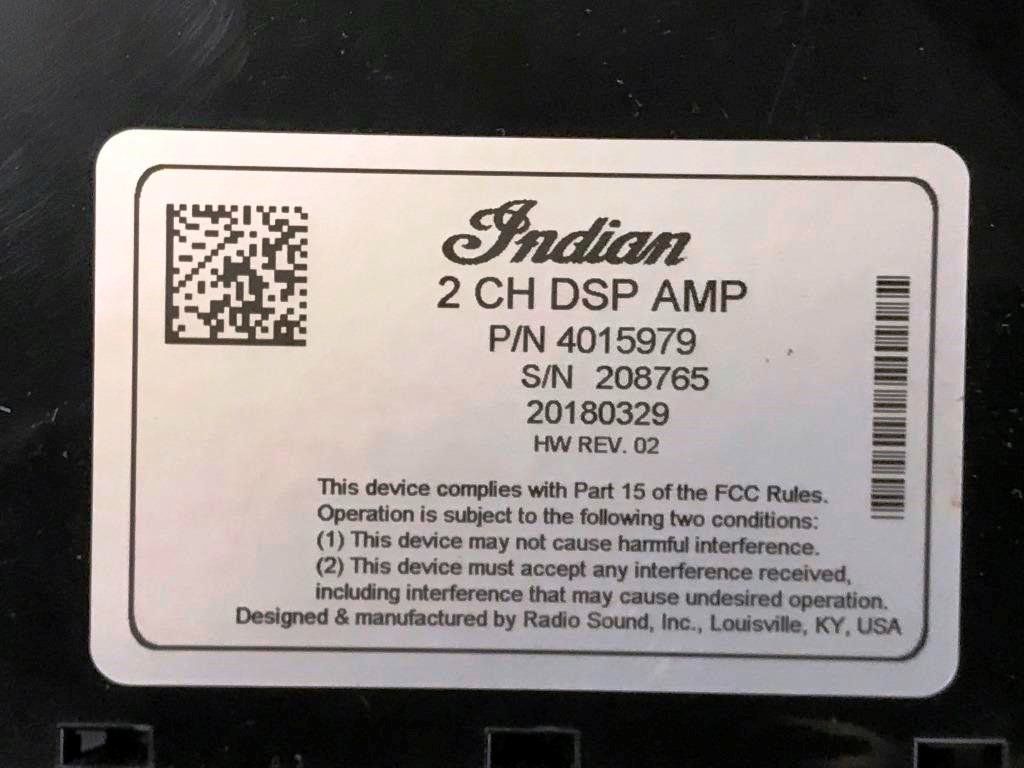 Indian
2 CH DSP AMP
P/N 4015979
S/N 208765
20180329
HW REV. 02
This device complies with Part 15 of the FCC Rules.
Operation is subject to the following two conditions:
(1) This device may not cause harmful interference.
(2) This device must accept any interference received,
including interference that may cause undesired operation.
Designed & manufactured by Radio Sound, Inc., Louisville, KY, USA